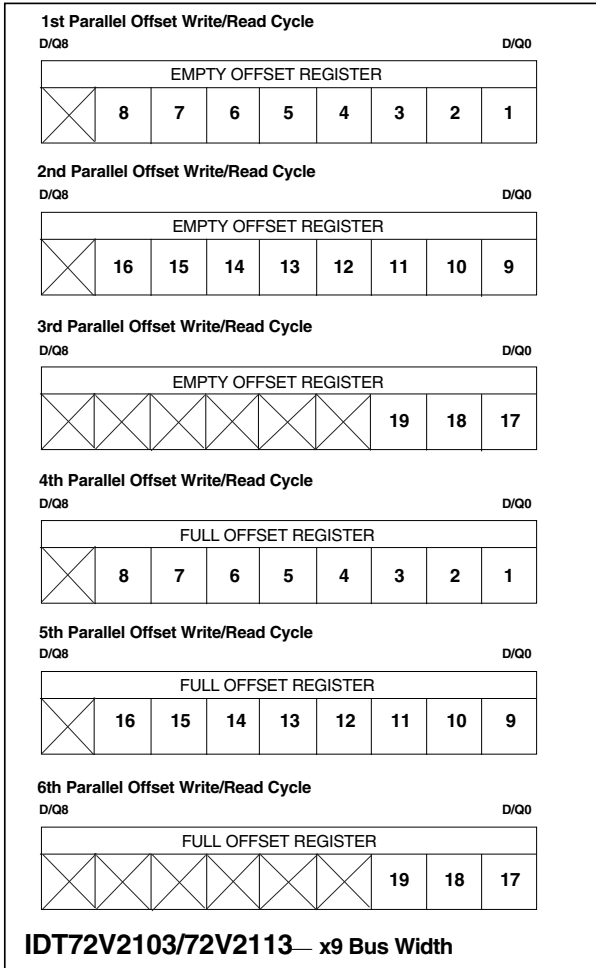 1st Parallel Offset Write/Read Cycle
D/Q8 D/Q0
EMPTY OFFSET REGISTER
8 7 6 5 4 3 2 1
2nd Parallel Offset Write/Read Cycle
D/Q8 D/Q0
EMPTY OFFSET REGISTER
16 15 14 13 12 11 10 9
3rd Parallel Offset Write/Read Cycle
D/Q8 D/Q0
EMPTY OFFSET REGISTER
19 18 17
4th Parallel Offset Write/Read Cycle
D/Q8 D/Q0
FULL OFFSET REGISTER
8 7 6 5 4 3 2 1
5th Parallel Offset Write/Read Cycle
D/Q8 D/Q0
FULL OFFSET REGISTER
16 15 14 13 12 11 10 9
6th Parallel Offset Write/Read Cycle
D/Q8 D/Q0
FULL OFFSET REGISTER
19 18 17
IDT72V2103/72V2113— x9 Bus Width